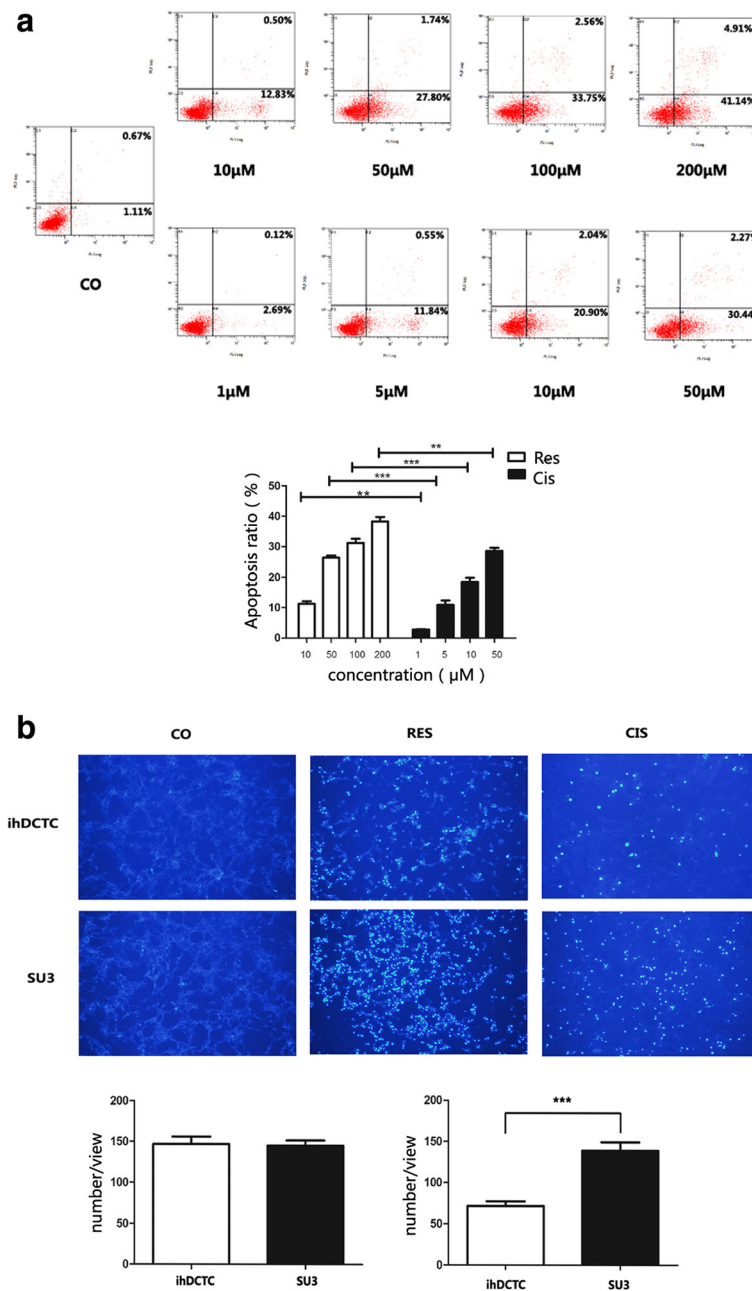 a
0.50%
12.83%
10μM
1.74%
27.80%
50μM
2.56%
33.75%
100μM
4.91%
41.14%
200μM
0.67%
1.11%
CO
0.12%
2.69%
1μM
0.55%
11.84%
5μM
2.04%
20.90%
10μM
2.27%
30.44
50μM
** *** *** **
Res
Cis
Apoptosis ratio ( % )
50
40
30
20
10
0
10 50 100 200 1 5 10 50
concentration ( μM )
b
CO RES CIS
ihDCTC
SU3
number/view
200
150
100
50
0
ihDCTC SU3
number/view
200
150
100
50
0
***
ihDCTC SU3